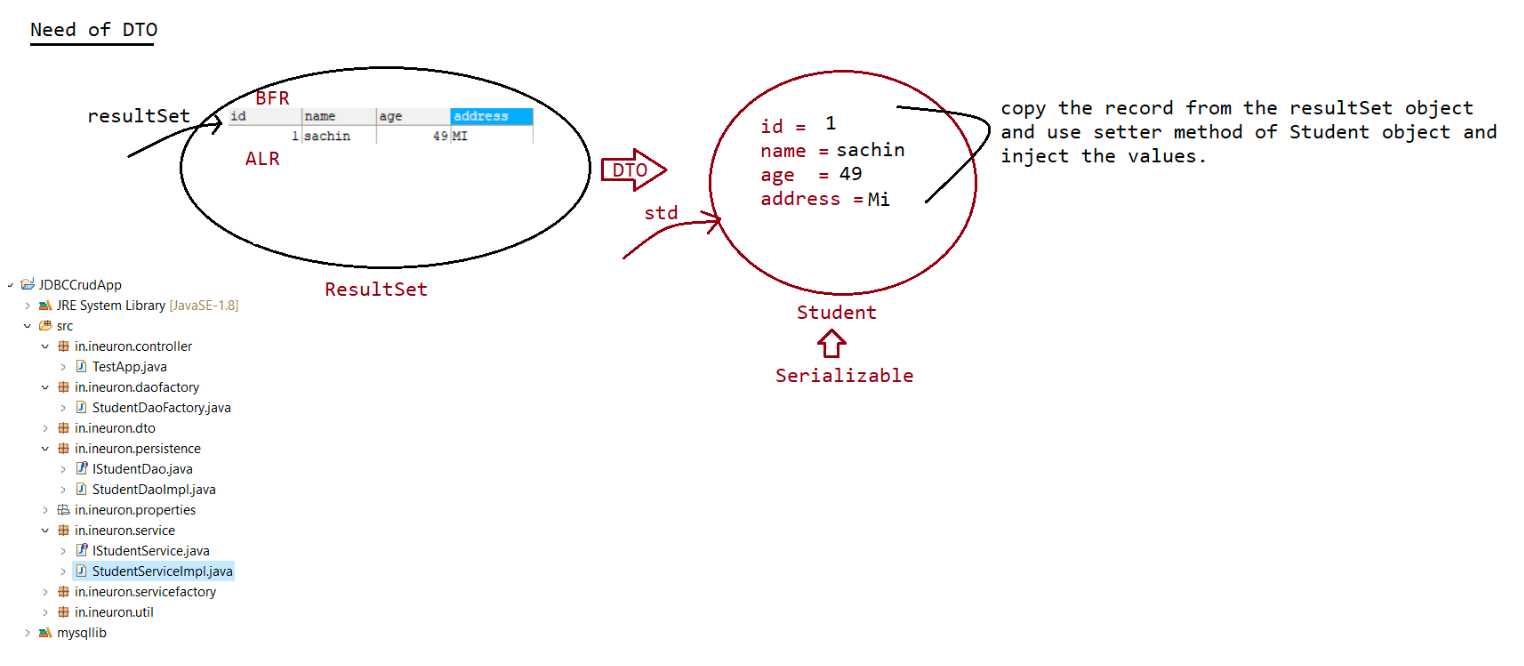 Need of DTO
resultSet
BFR
id name age address
1 sachin 49 MI
ALR
ResultSet
DTO
std
id = 1
name = sachin
age = 49
address = Mi
Student
Serializable
copy the record from the resultSet object
and use setter method of Student object and
inject the values.
JDBCCrudApp
JRE System Library [JavaSE-1.8]
src
in.ineuron.controller
TestApp.java
in.ineuron.daofactory
StudentDaoFactory.java
in.ineuron.dto
in.ineuron.persistence
IStudentDao.java
StudentDaoImpl.java
in.ineuron.properties
in.ineuron.service
IStudentService.java
StudentServiceImpl.java
in.ineuron.servicefactory
in.ineuron.util
mysqllib